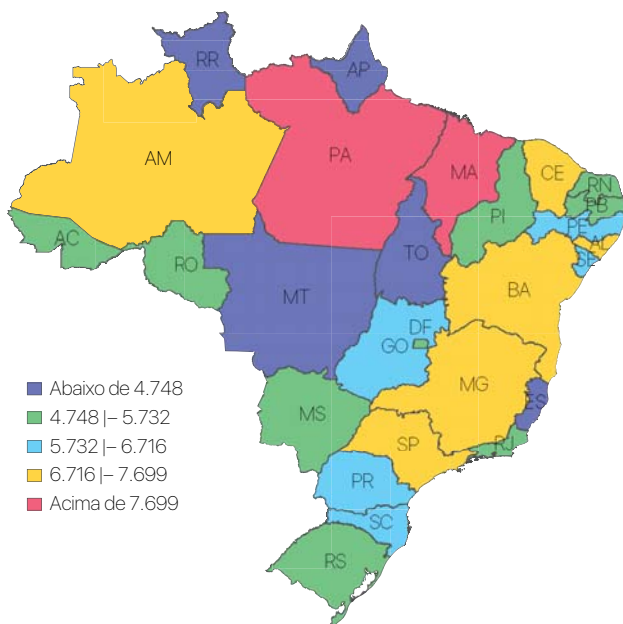 RR
AP
AM
PA
MA
CE
RN
PB
PI
PE
AL
SE
AC
RO
TO
MT
BA
DF
GO
MG
ES
MS
SP
RJ
PR
SC
RS
Abaixo de 4.748
4.748 |– 5.732
5.732 |– 6.716
6.716 |– 7.699
Acima de 7.699